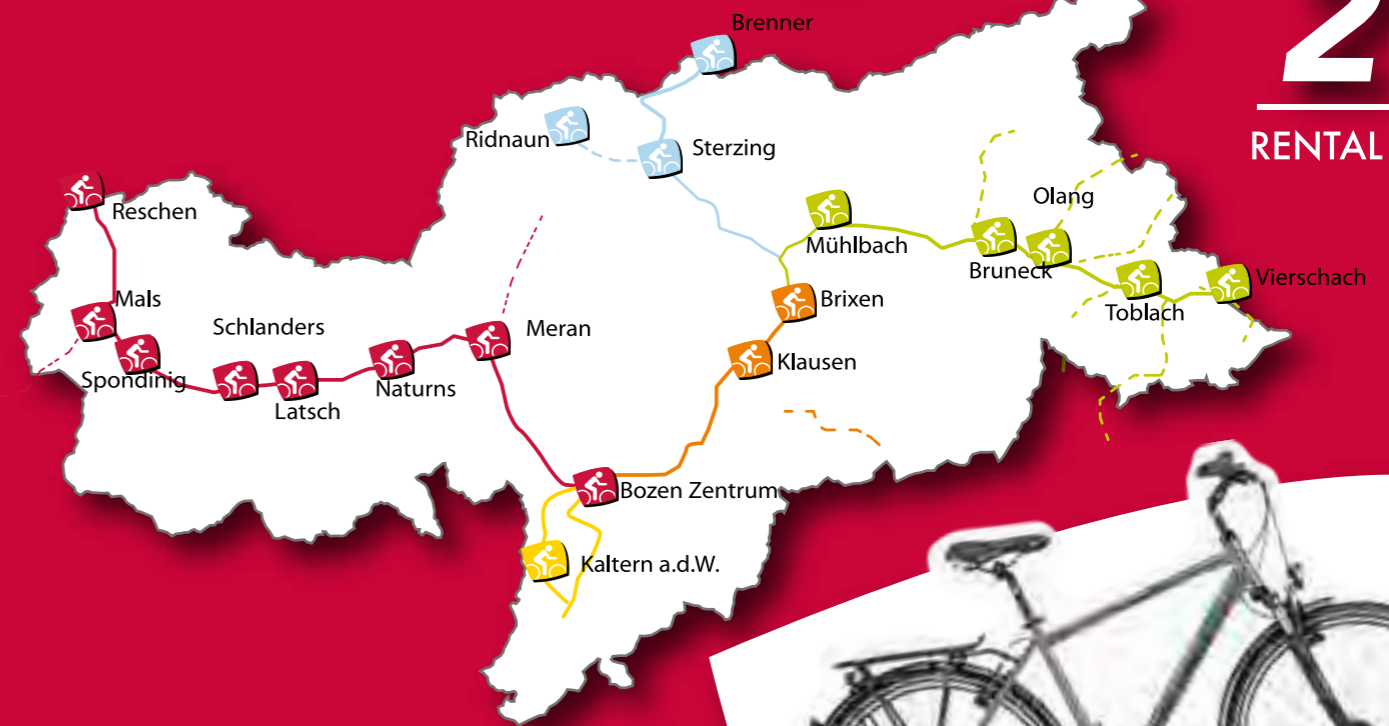 Brenner
2
RENTAL
Ridnaun
Sterzing
Reschen
Olang
Mühlbach
Bruneck
Vierschach
Mals
Brixen
Toblach
Schlanders
Meran
Klausen
Spondinig
Naturns
Latsch
Bozen Zentrum
Kaltern a.d.W.